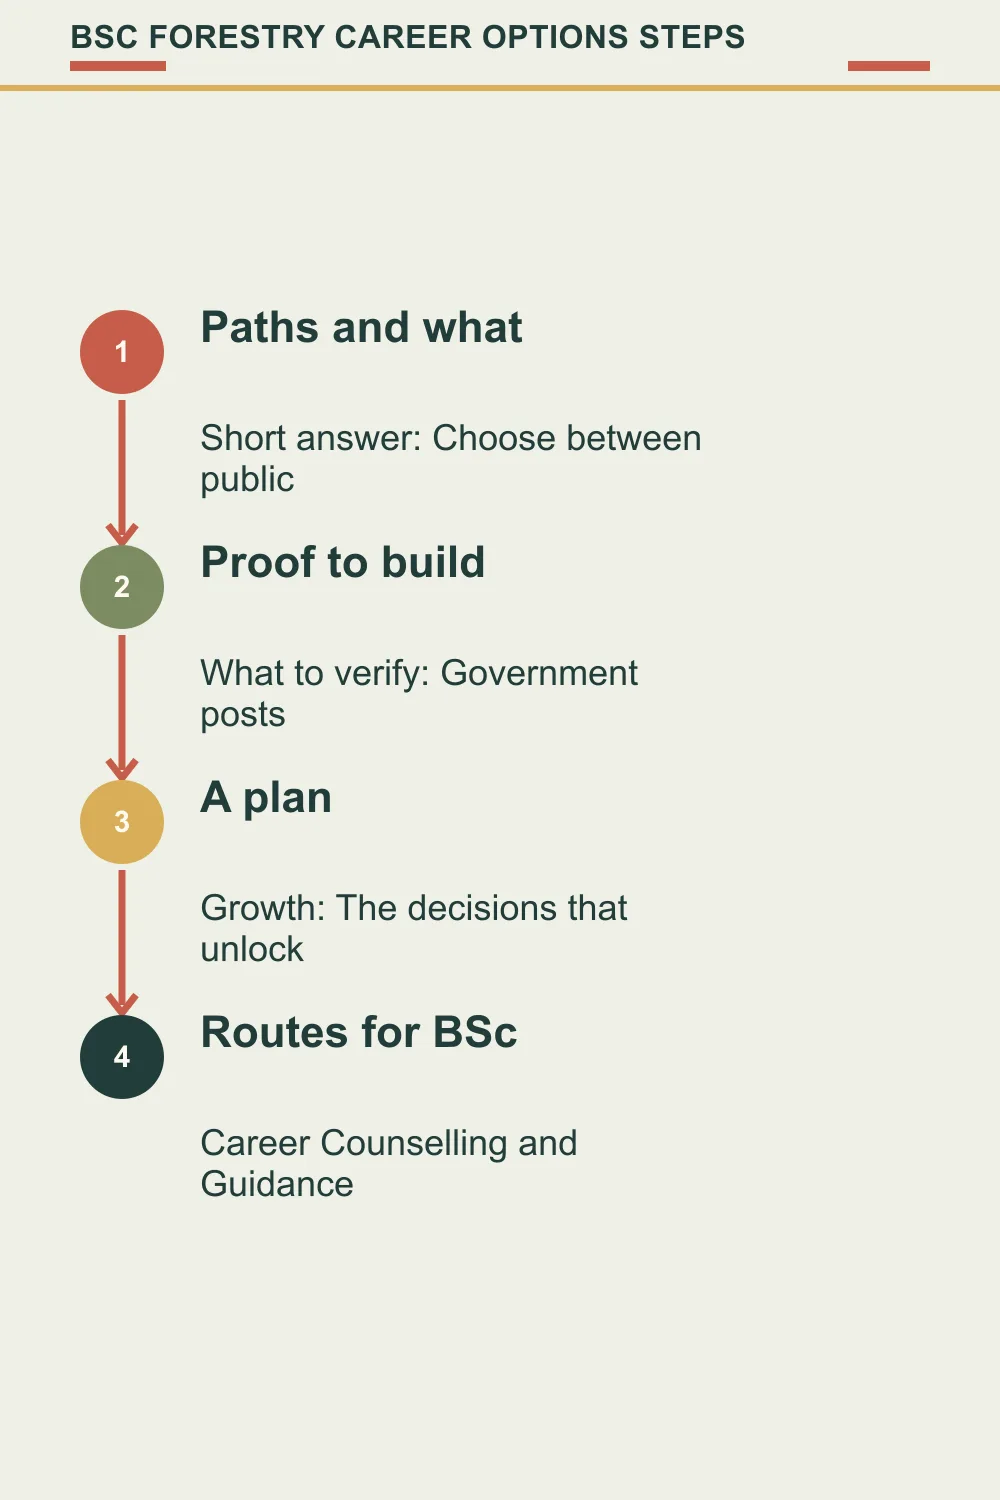 BSC FORESTRY CAREER OPTIONS STEPS
1
Paths and what
Short answer: Choose between
public
2
Proof to build
What to verify: Government
posts
3
A plan
Growth: The decisions that
unlock
4
Routes for BSc
Career Counselling and
Guidance